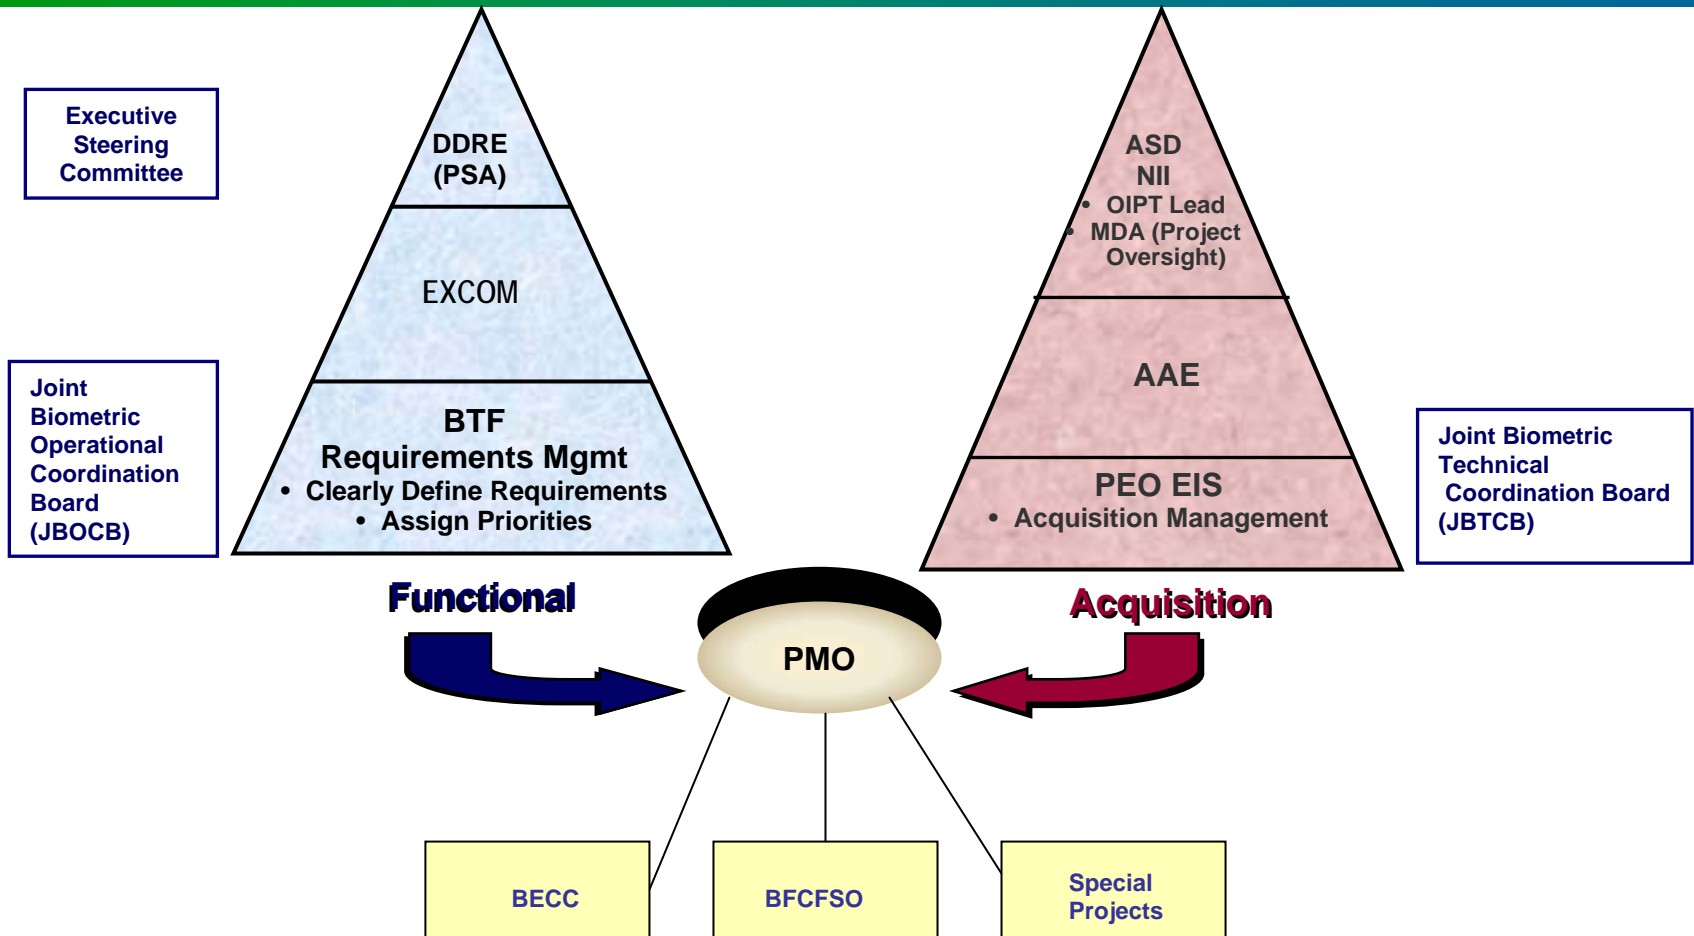 Executive
Steering
Committee
DDRE
(PSA)
EXCOM
BTF
Requirements Mgmt
• Clearly Define Requirements
• Assign Priorities
Joint
Biometric
Operational
Coordination
Board
(JBOCB)
Functional
ASD
NII
• OIPT Lead
• MDA (Project
Oversight)
AAE
PEO EIS
• Acquisition Management
Joint Biometric
Technical
Coordination Board
(JBTCB)
Acquisition
PMO
BECC
BFCFSO
Special
Projects